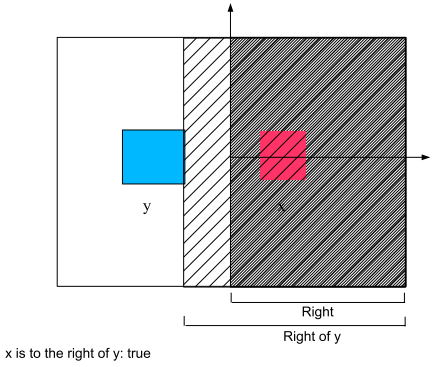 y
x
Right
Right of y
x is to the right of y: true